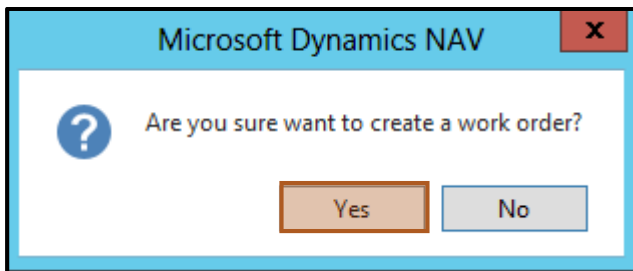 Microsoft Dynamics NAV
x
?
Are you sure want to create a work order?
Yes No